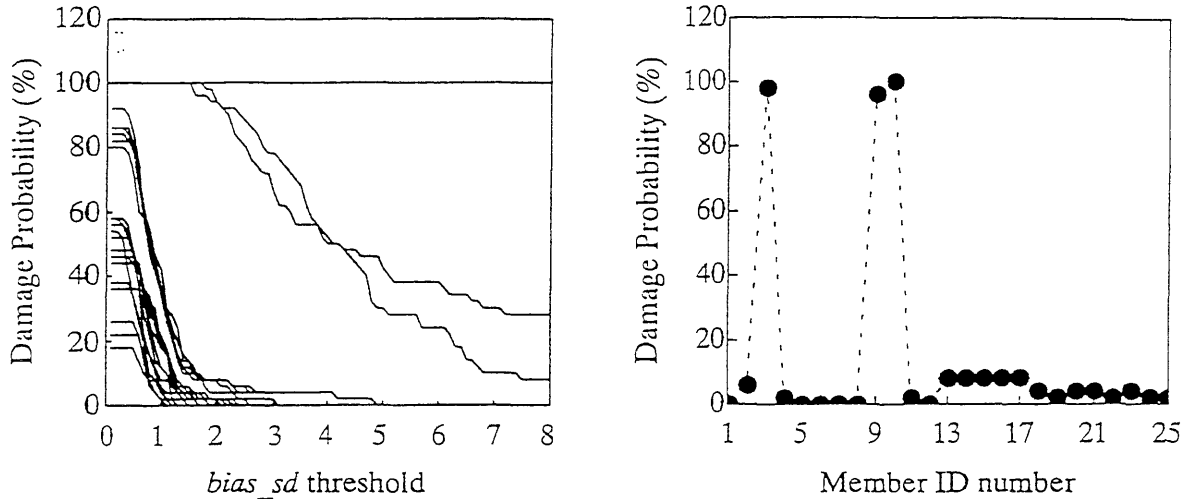 120
100
80
60
40
20
0
Damage Probability (%)
0 1 2 3 4 5 6 7 8
bias_sd threshold
120
100
80
60
40
20
0
Damage Probability (%)
1 5 9 13 17 21 25
Member ID number